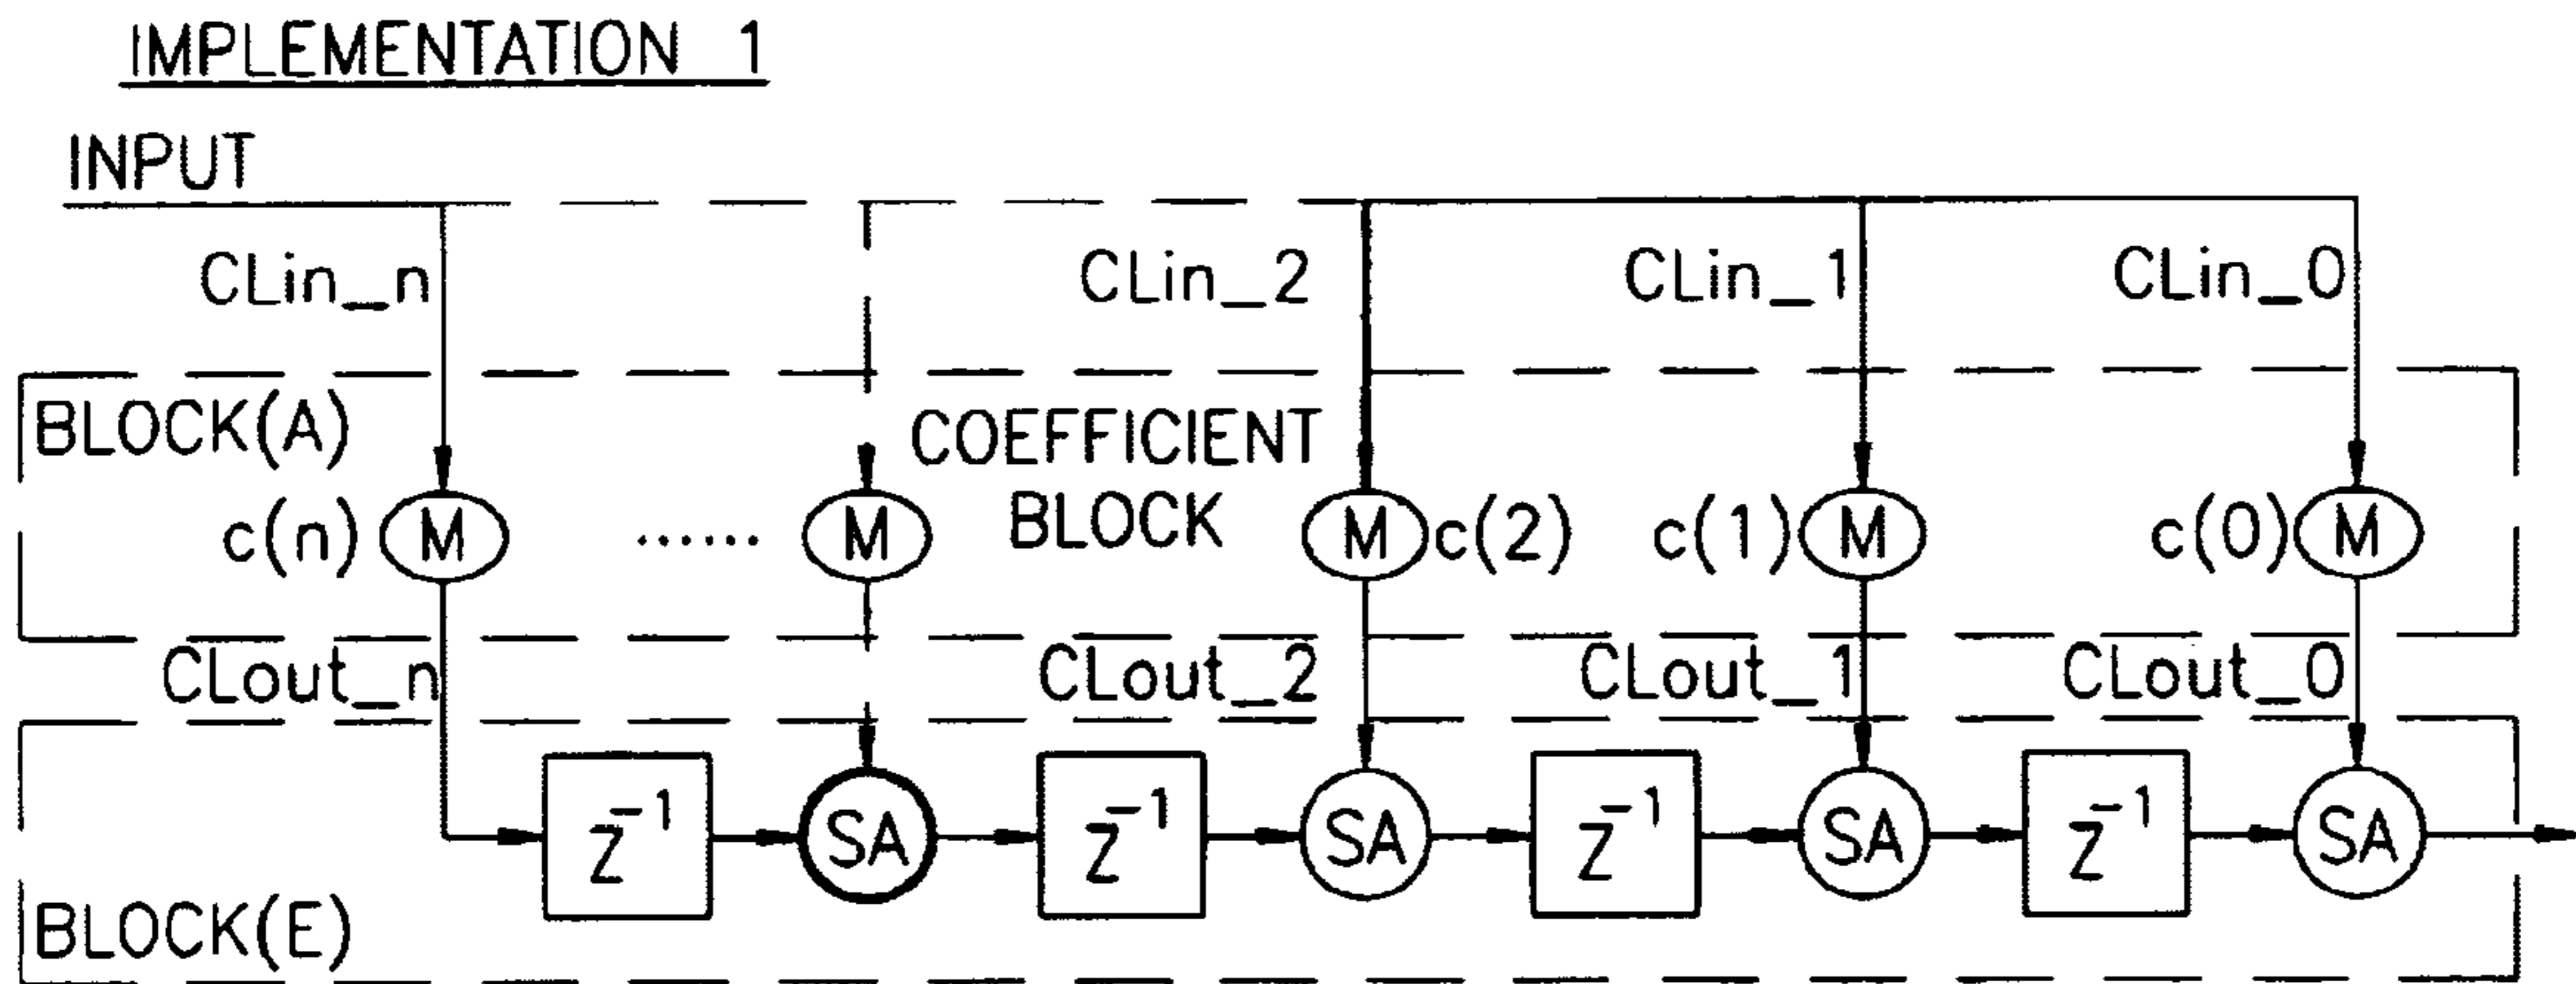 IMPLEMENTATION 1
INPUT
CLin_n CLin_2 CLin_1 CLin_0
BLOCK(A) COEFFICIENT
BLOCK
c(n) M ...... M M c(2) c(1) M c(0) M
CLout_n CLout_2 CLout_1 CLout_0
Z⁻¹ SA Z⁻¹ SA Z⁻¹ SA Z⁻¹ SA
BLOCK(E)